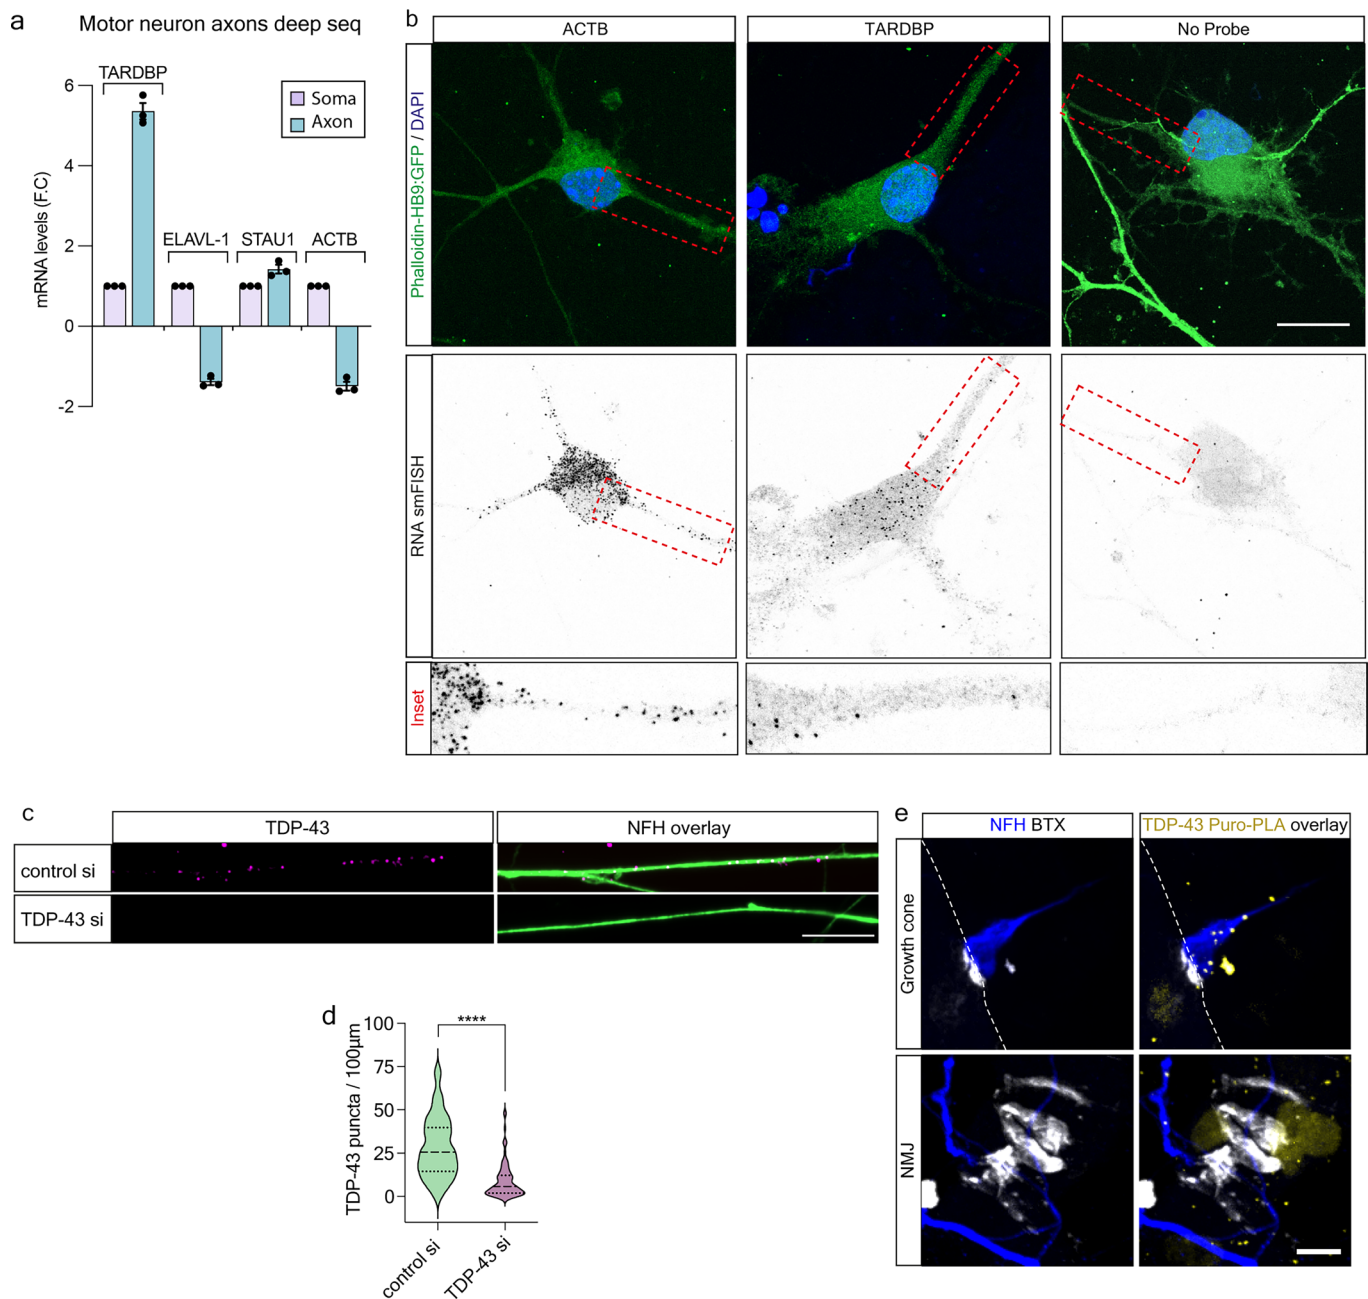 a
Motor neuron axons deep seq
mRNA levels (F.C)
6
4
2
0
-2
TARDBP
ELAVL-1
STAU1
ACTB
Soma
Axon
b
ACTB
TARDBP
No Probe
Phalloidin-HB9:GFP / DAPI
RNA smFISH
Inset
c
TDP-43
NFH overlay
control si
TDP-43 si
d
TDP-43 puncta / 100µm
100
75
50
25
0
****
control si
TDP-43 si
e
NFH BTX
TDP-43 Puro-PLA overlay
Growth cone
NMJ